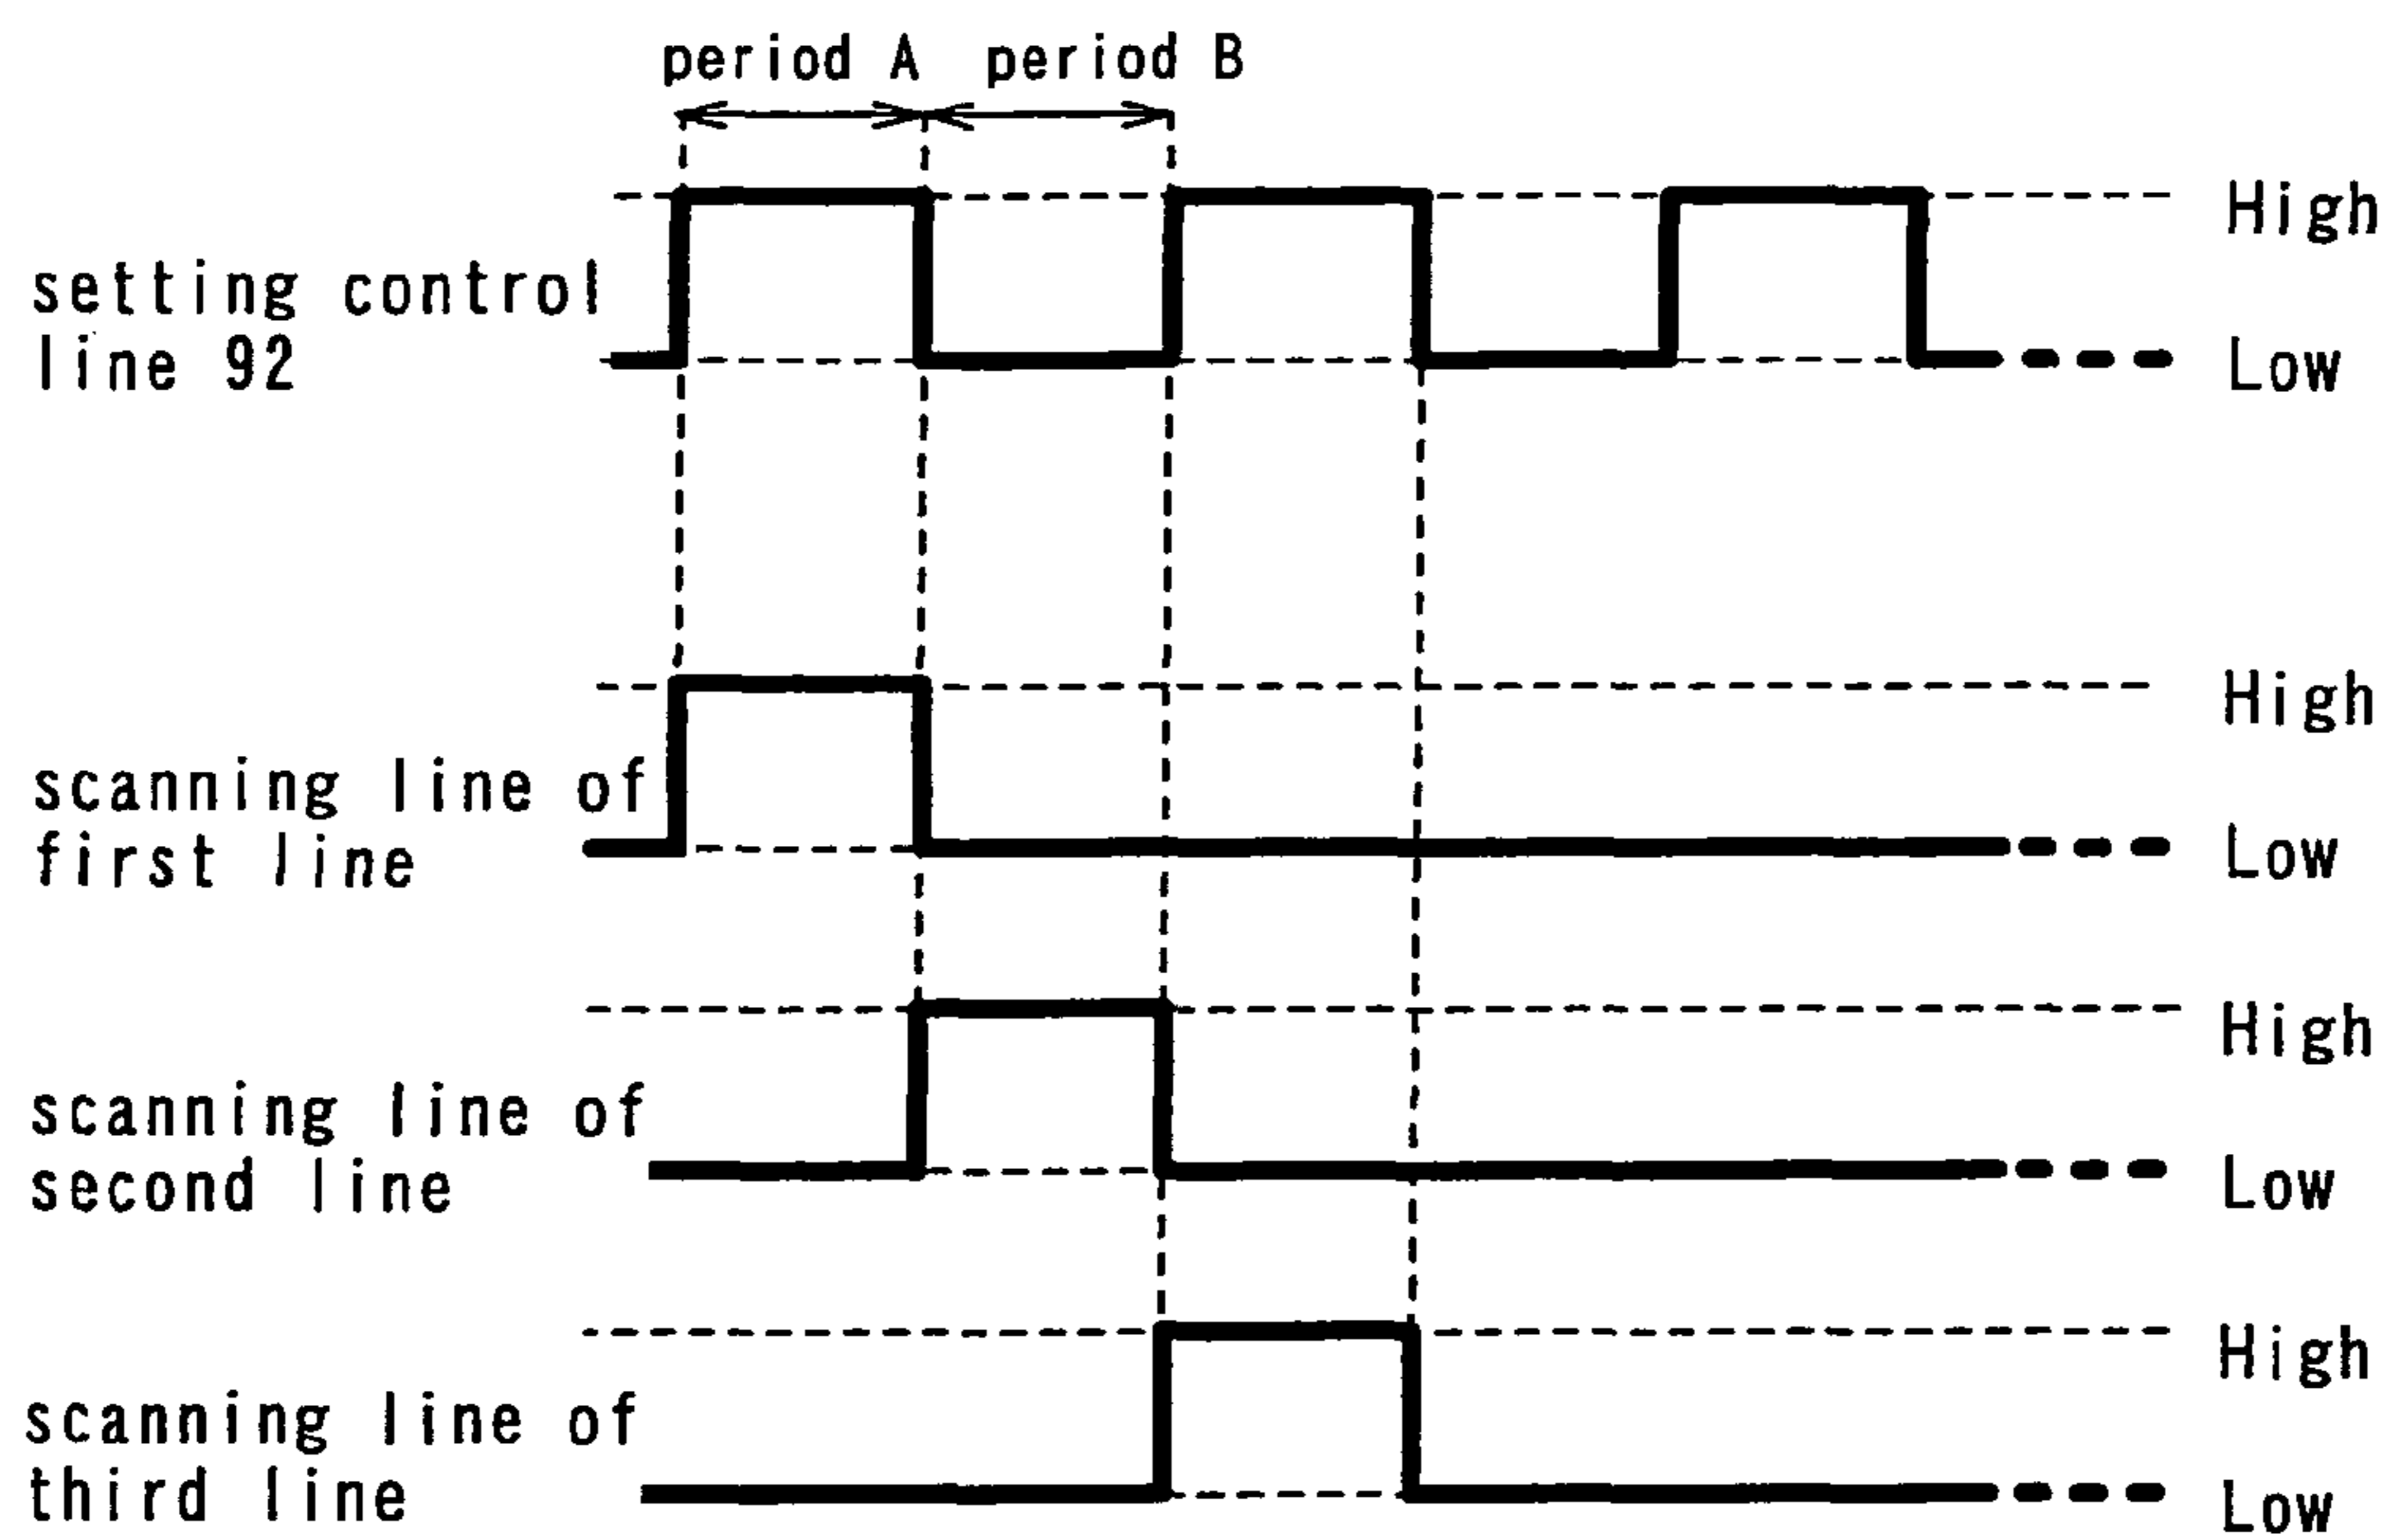 period A period B
High
setting control
line 92
Low
High
scanning line of
first line
Low
High
scanning line of
second line
Low
High
scanning line of
third line
Low